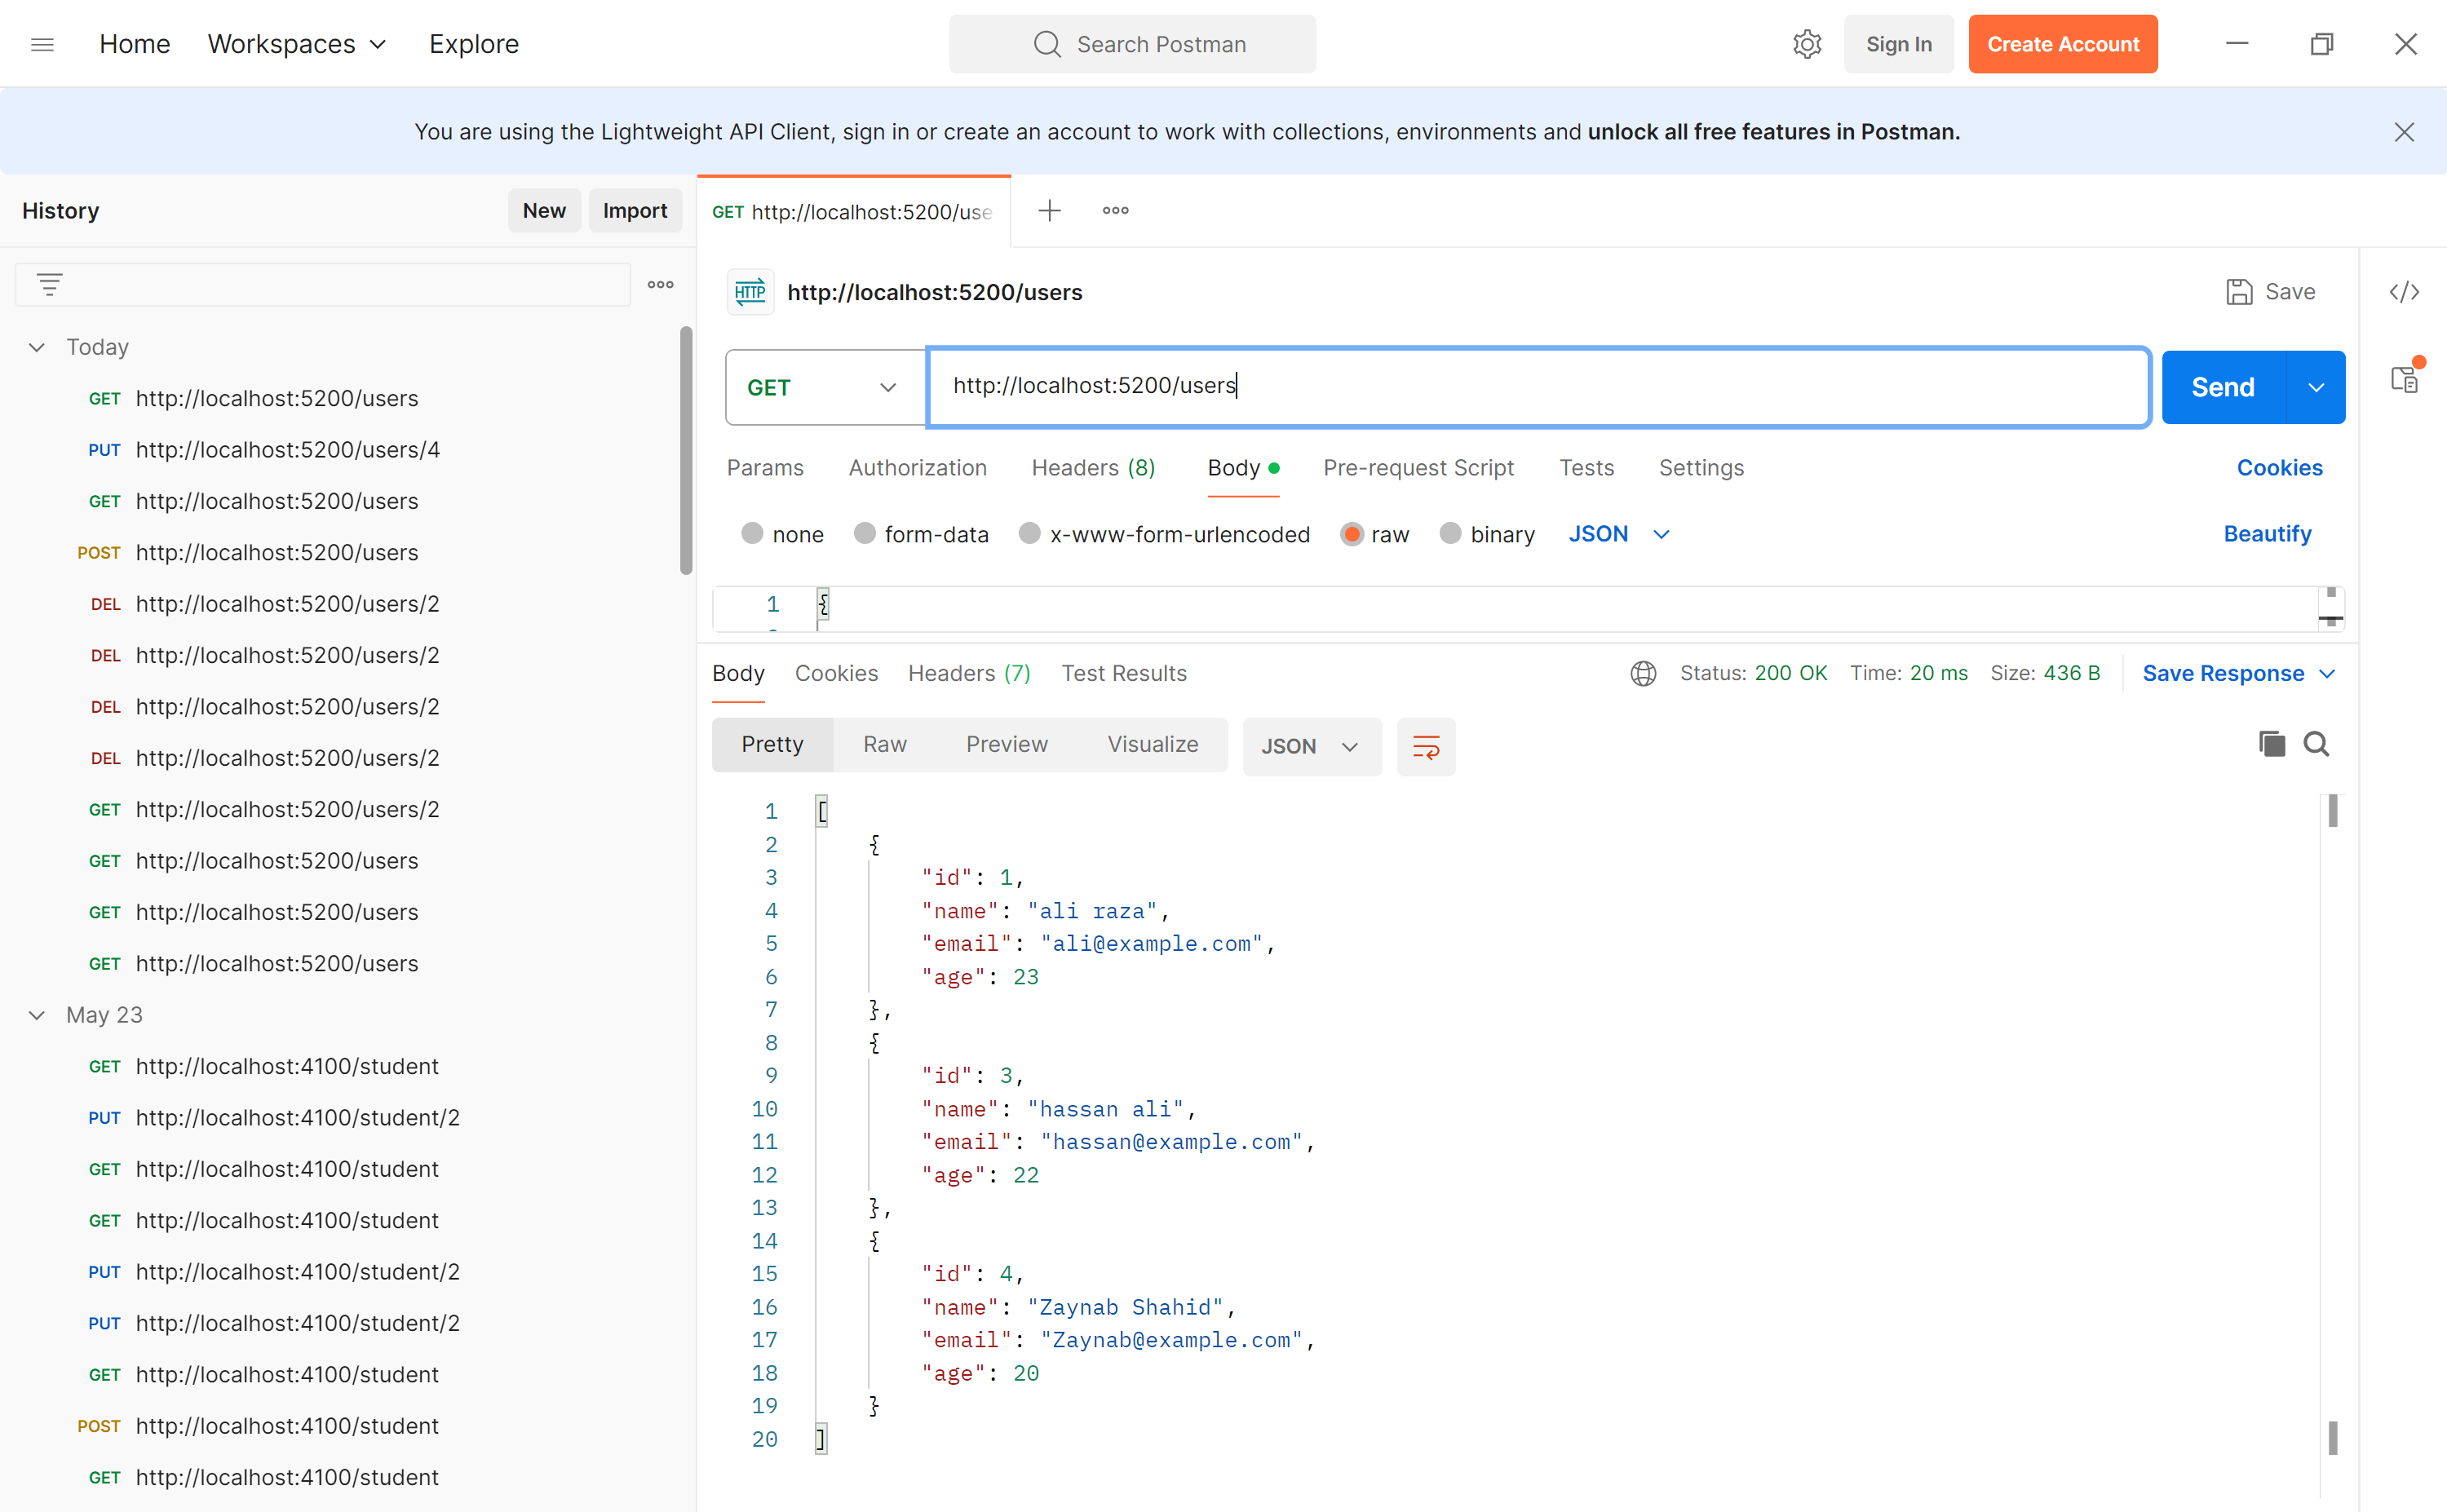 Home Workspaces Explore Search Postman Sign In Create Account
You are using the Lightweight API Client, sign in or create an account to work with collections, environments and unlock all free features in Postman.
History New Import
Today
GET http://localhost:5200/users
PUT http://localhost:5200/users/4
GET http://localhost:5200/users
POST http://localhost:5200/users
DEL http://localhost:5200/users/2
DEL http://localhost:5200/users/2
DEL http://localhost:5200/users/2
DEL http://localhost:5200/users/2
GET http://localhost:5200/users/2
GET http://localhost:5200/users
GET http://localhost:5200/users
GET http://localhost:5200/users
May 23
GET http://localhost:4100/student
PUT http://localhost:4100/student/2
GET http://localhost:4100/student
GET http://localhost:4100/student
PUT http://localhost:4100/student/2
PUT http://localhost:4100/student/2
GET http://localhost:4100/student
POST http://localhost:4100/student
GET http://localhost:4100/student
GET http://localhost:5200/use
HTTP http://localhost:5200/users Save
GET http://localhost:5200/users Send
Params Authorization Headers (8) Body Pre-request Script Tests Settings Cookies
none form-data x-www-form-urlencoded raw binary JSON Beautify
1 {
Body Cookies Headers (7) Test Results Status: 200 OK Time: 20 ms Size: 436 B Save Response
Pretty Raw Preview Visualize JSON
1 [
2 {
3 "id": 1,
4 "name": "ali raza",
5 "email": "ali@example.com",
6 "age": 23
7 },
8 {
9 "id": 3,
10 "name": "hassan ali",
11 "email": "hassan@example.com",
12 "age": 22
13 },
14 {
15 "id": 4,
16 "name": "Zaynab Shahid",
17 "email": "Zaynab@example.com",
18 "age": 20
19 }
20 ]